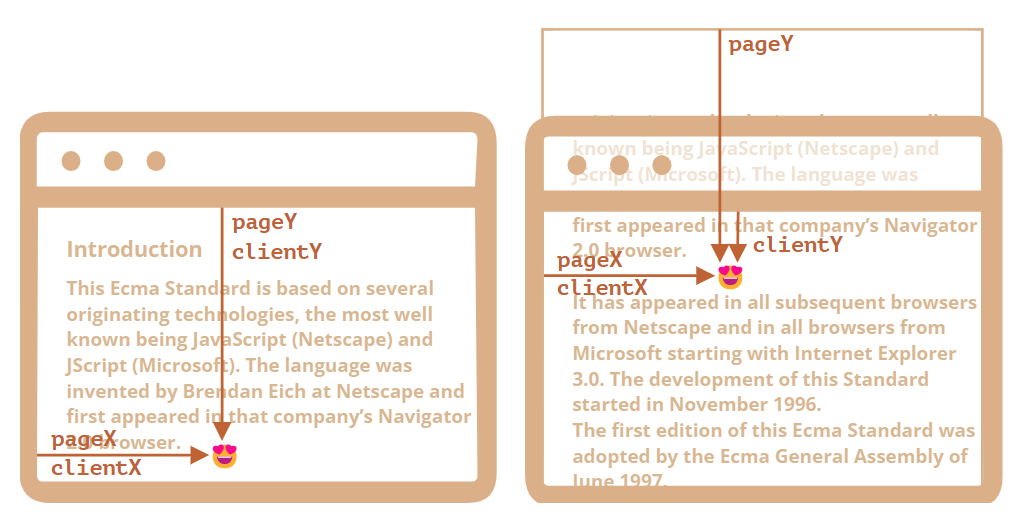 pageY
clientY
Introduction
This Ecma Standard is based on several
originating technologies, the most well
known being JavaScript (Netscape) and
JScript (Microsoft). The language was
invented by Brendan Eich at Netscape and
first appeared in that company’s Navigator
2.0 browser.
pageX
clientX
pageY
known being JavaScript (Netscape) and
JScript (Microsoft). The language was
first appeared in that company’s Navigator
2.0 browser.
clientY
pageX
clientX
It has appeared in all subsequent browsers
from Netscape and in all browsers from
Microsoft starting with Internet Explorer
3.0. The development of this Standard
started in November 1996.
The first edition of this Ecma Standard was
adopted by the Ecma General Assembly of
June 1997.